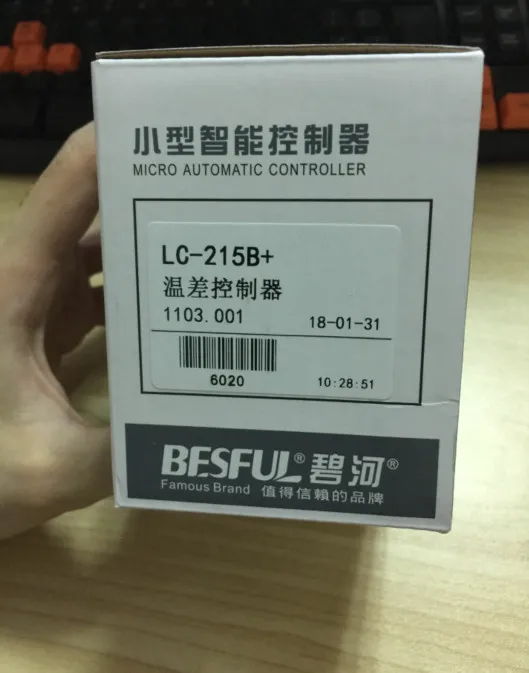 小型智能控制器
MICRO AUTOMATIC CONTROLLER
LC-215B+
温差控制器
1103.001 18-01-31
6020 10:28:51
BESFUL® 碧河®
Famous Brand 值得信賴的品牌